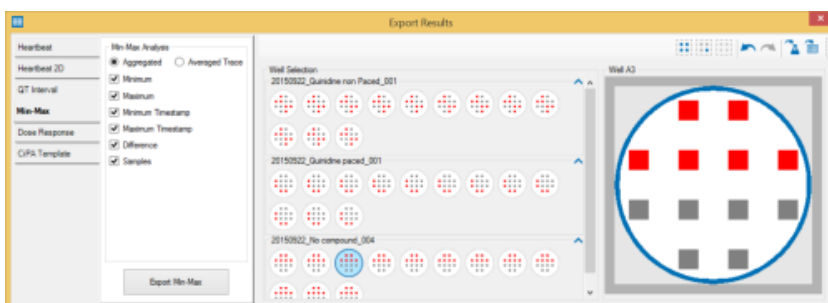 Export Results
Heartbeat
Heartbeat 2D
QT Interval
Min-Max
Dose Response
CiPA Template
Min-Max Analysis
Aggregated
Averaged Trace
Minimum
Maximum
Minimum Timestamp
Maximum Timestamp
Difference
Samples
Export Min-Max
Well Selection
20150922_Quinidine non Paced_001
20150922_Quinidine paced_001
20150922_No compound_004
Well A3